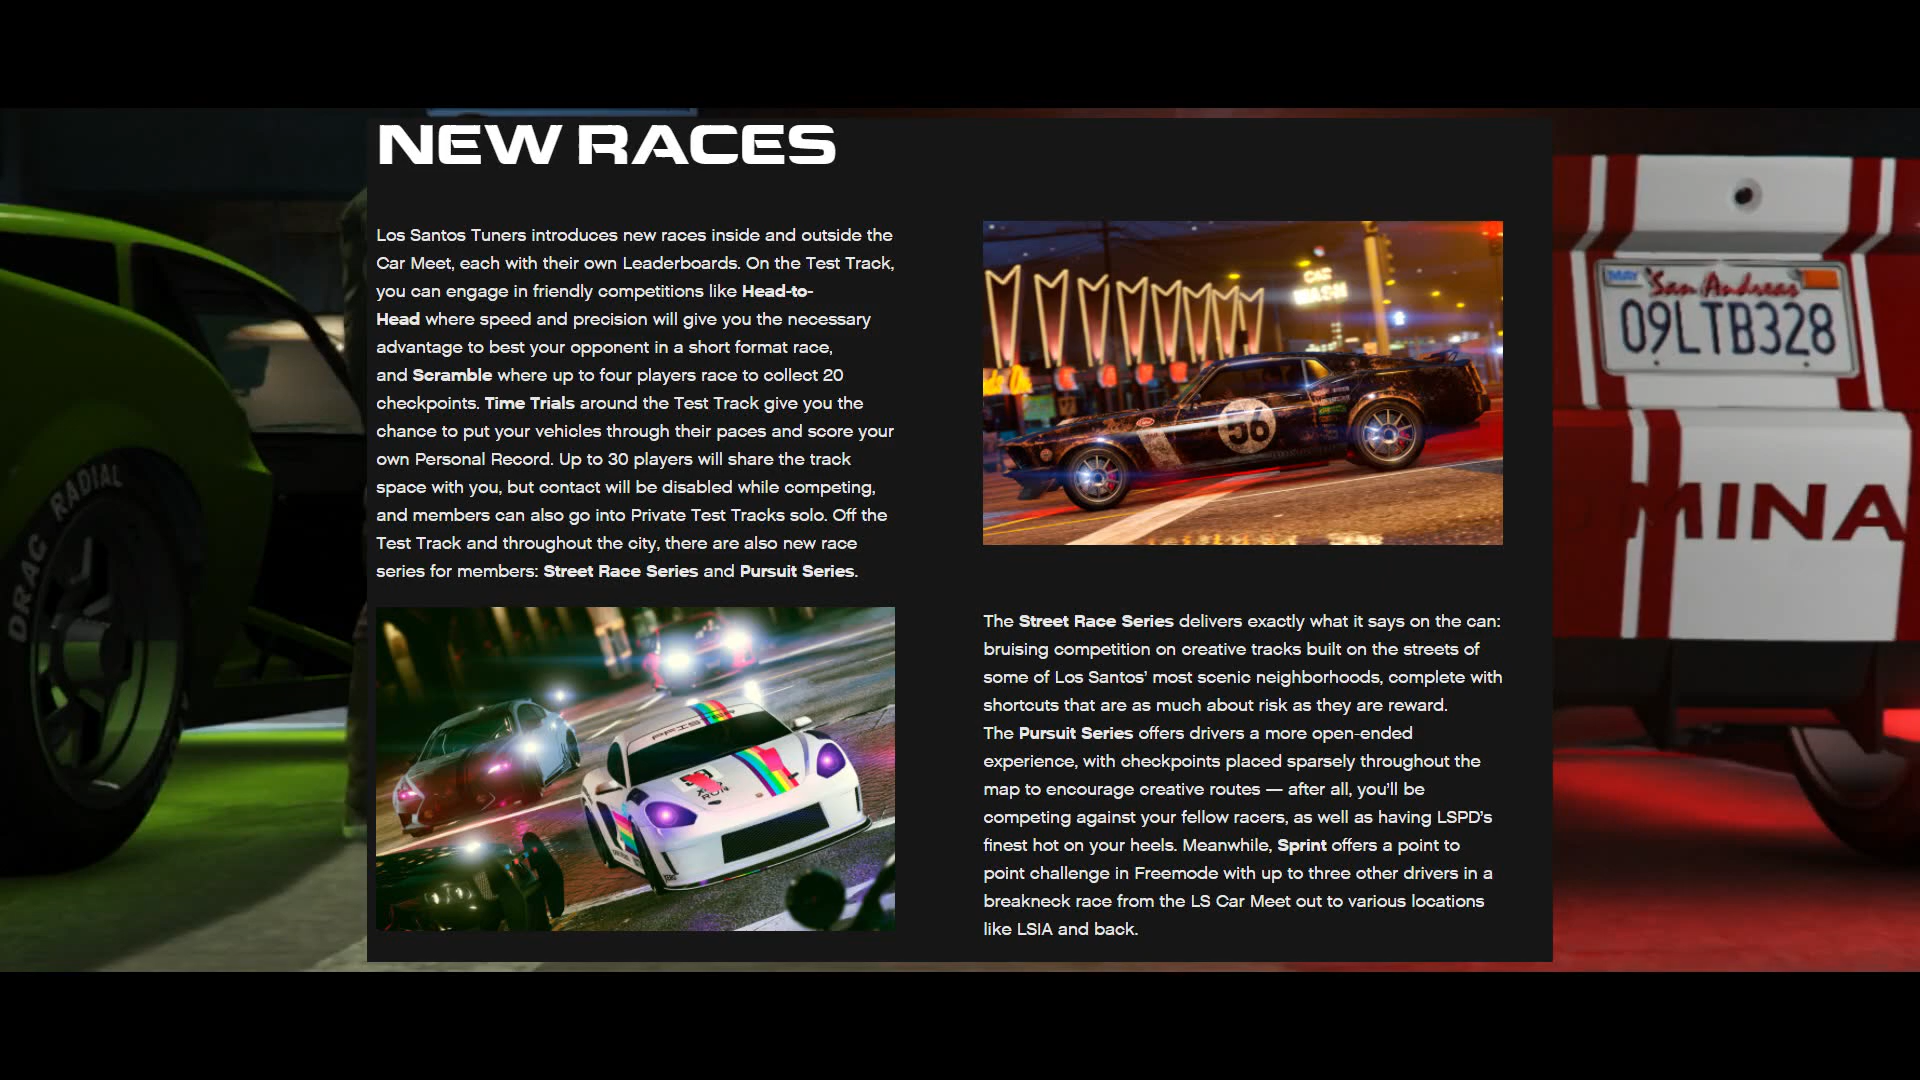 NEW RACES
Los Santos Tuners introduces new races inside and outside the
Car Meet, each with their own Leaderboards. On the Test Track,
you can engage in friendly competitions like Head-to-
Head where speed and precision will give you the necessary
advantage to best your opponent in a short format race,
and Scramble where up to four players race to collect 20
checkpoints. Time Trials around the Test Track give you the
chance to put your vehicles through their paces and score your
own Personal Record. Up to 30 players will share the track
space with you, but contact will be disabled while competing,
and members can also go into Private Test Tracks solo. Off the
Test Track and throughout the city, there are also new race
series for members: Street Race Series and Pursuit Series.
CAR
WASH
56
The Street Race Series delivers exactly what it says on the can:
bruising competition on creative tracks built on the streets of
some of Los Santos’ most scenic neighborhoods, complete with
shortcuts that are as much about risk as they are reward.
The Pursuit Series offers drivers a more open-ended
experience, with checkpoints placed sparsely throughout the
map to encourage creative routes — after all, you’ll be
competing against your fellow racers, as well as having LSPD’s
finest hot on your heels. Meanwhile, Sprint offers a point to
point challenge in Freemode with up to three other drivers in a
breakneck race from the LS Car Meet out to various locations
like LSIA and back.
DRAG RADIAL
MAY
San Andreas
09LTB328
MINA